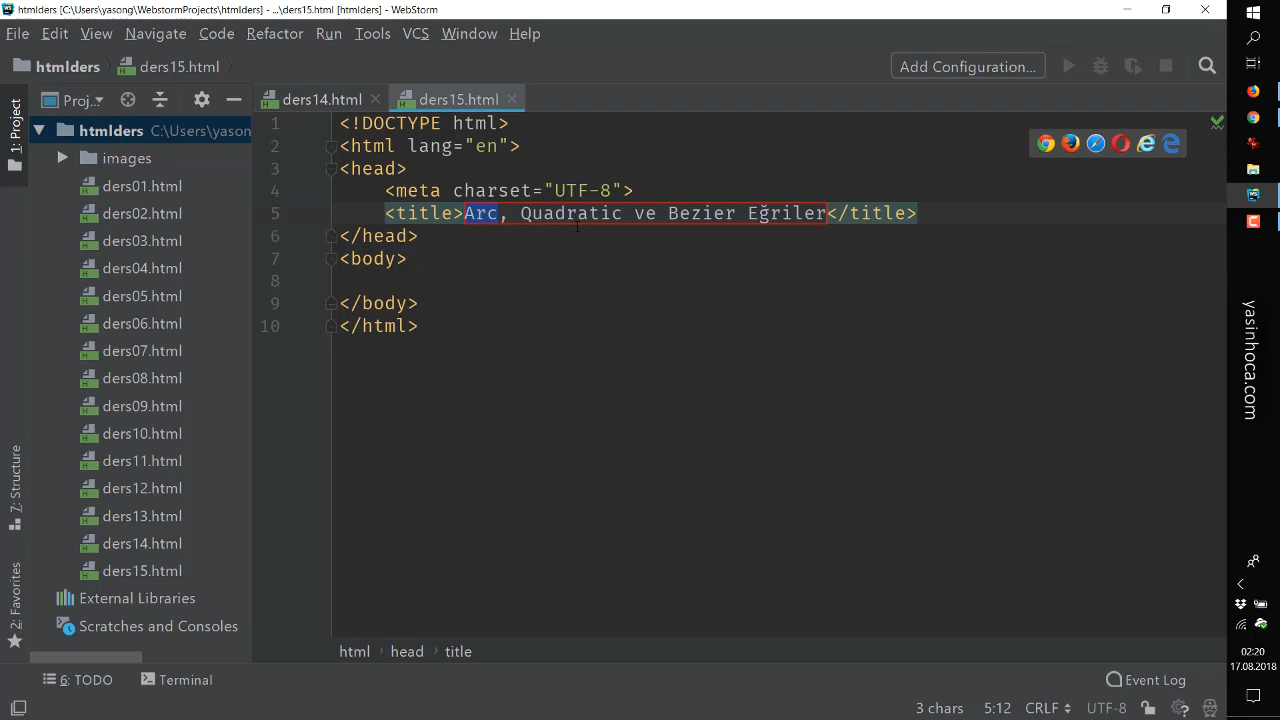 htmlders [C:\Users\yasong\WebstormProjects\htmlders] - ...\ders15.html [htmlders] - WebStorm
File Edit View Navigate Code Refactor Run Tools VCS Window Help
htmlders ders15.html Add Configuration...
1: Project
Proj...
ders14.html ders15.html
htmlders C:\Users\yason
images
ders01.html
ders02.html
ders03.html
ders04.html
ders05.html
ders06.html
ders07.html
ders08.html
ders09.html
ders10.html
ders11.html
ders12.html
ders13.html
ders14.html
ders15.html
External Libraries
Scratches and Consoles
1 <!DOCTYPE html>
2 <html lang="en">
3 <head>
4 <meta charset="UTF-8">
5 <title>Arc, Quadratic ve Bezier Eğriler</title>
6 </head>
7 <body>
8
9 </body>
10 </html>
7: Structure
2: Favorites
html head title
6: TODO Terminal Event Log
3 chars 5:12 CRLF UTF-8
yasinhoca.com
02:20
17.08.2018